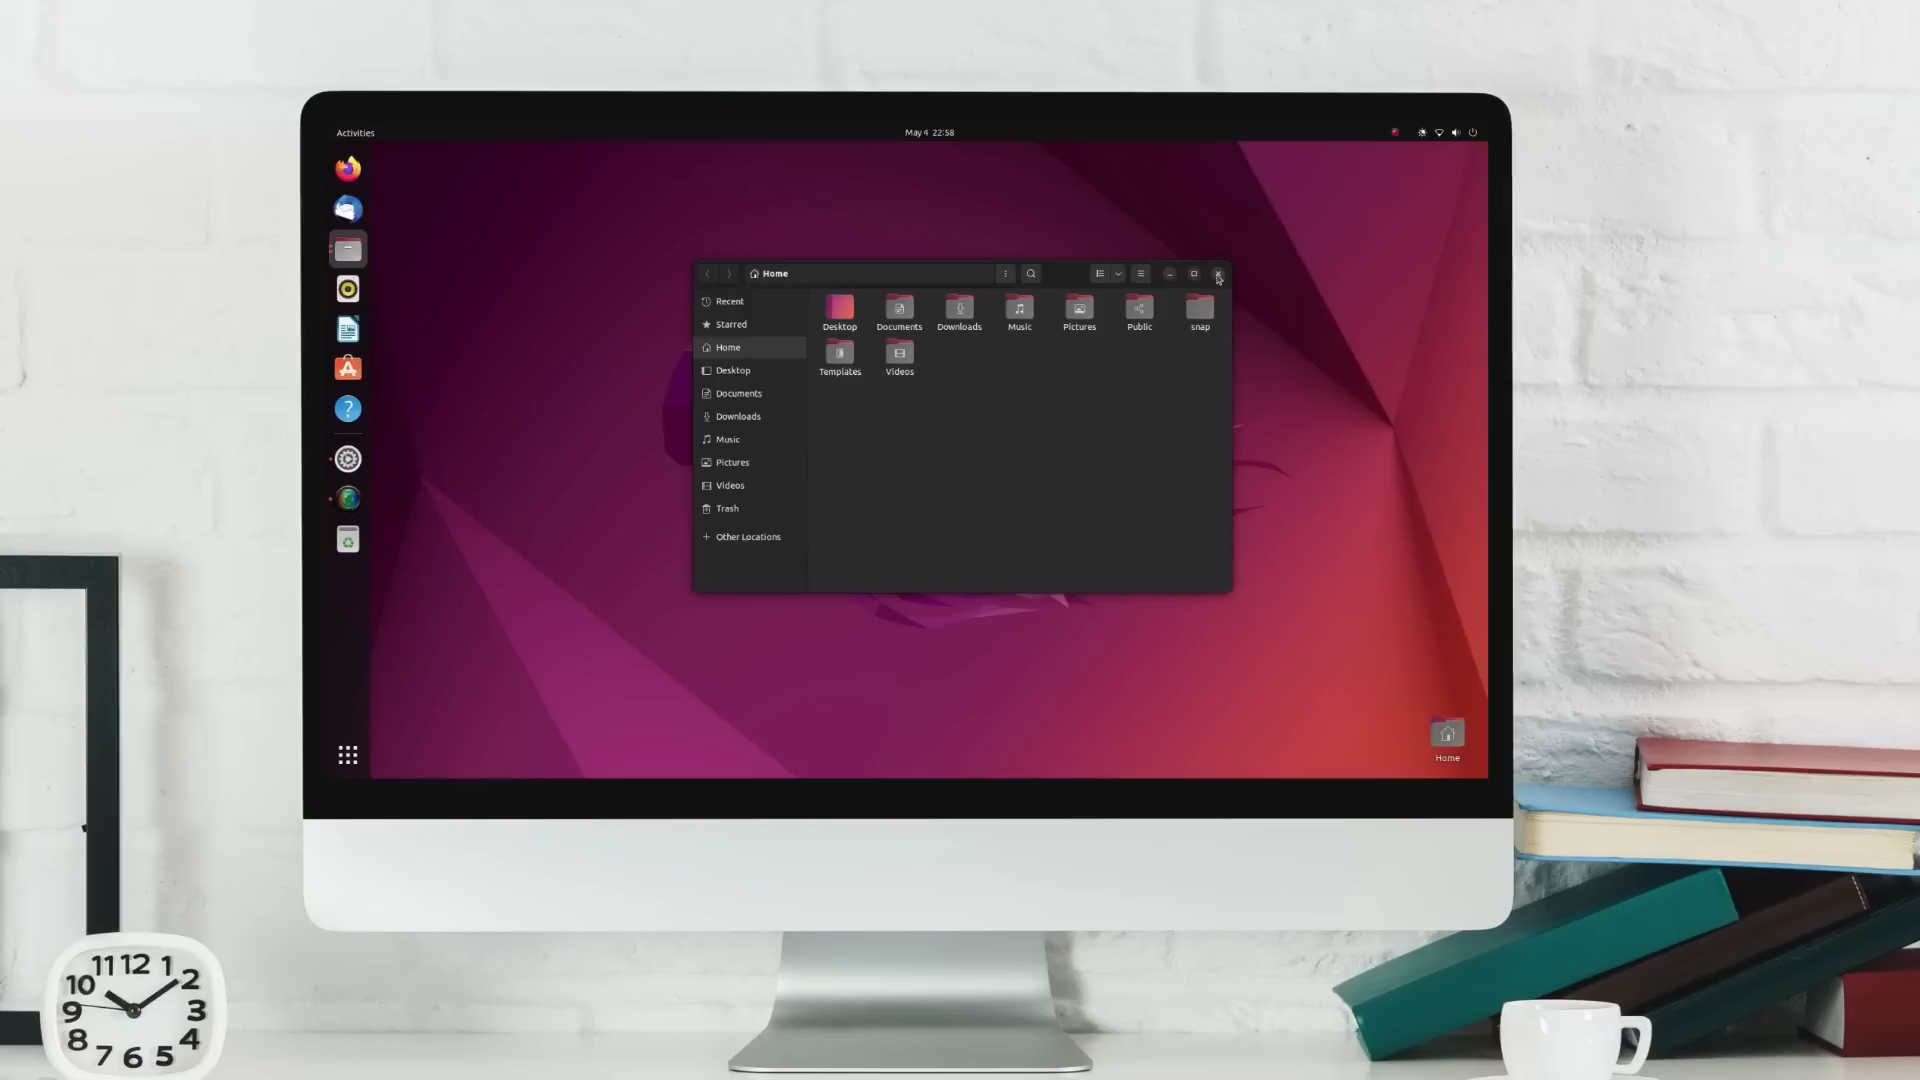 Activities
May 4 22:58
Home
Recent
Starred
Home
Desktop
Documents
Downloads
Music
Pictures
Videos
Trash
Other Locations
Desktop
Documents
Downloads
Music
Pictures
Public
snap
Templates
Videos
Home
11 12 1
10 2
9 3
8 4
7 6 5